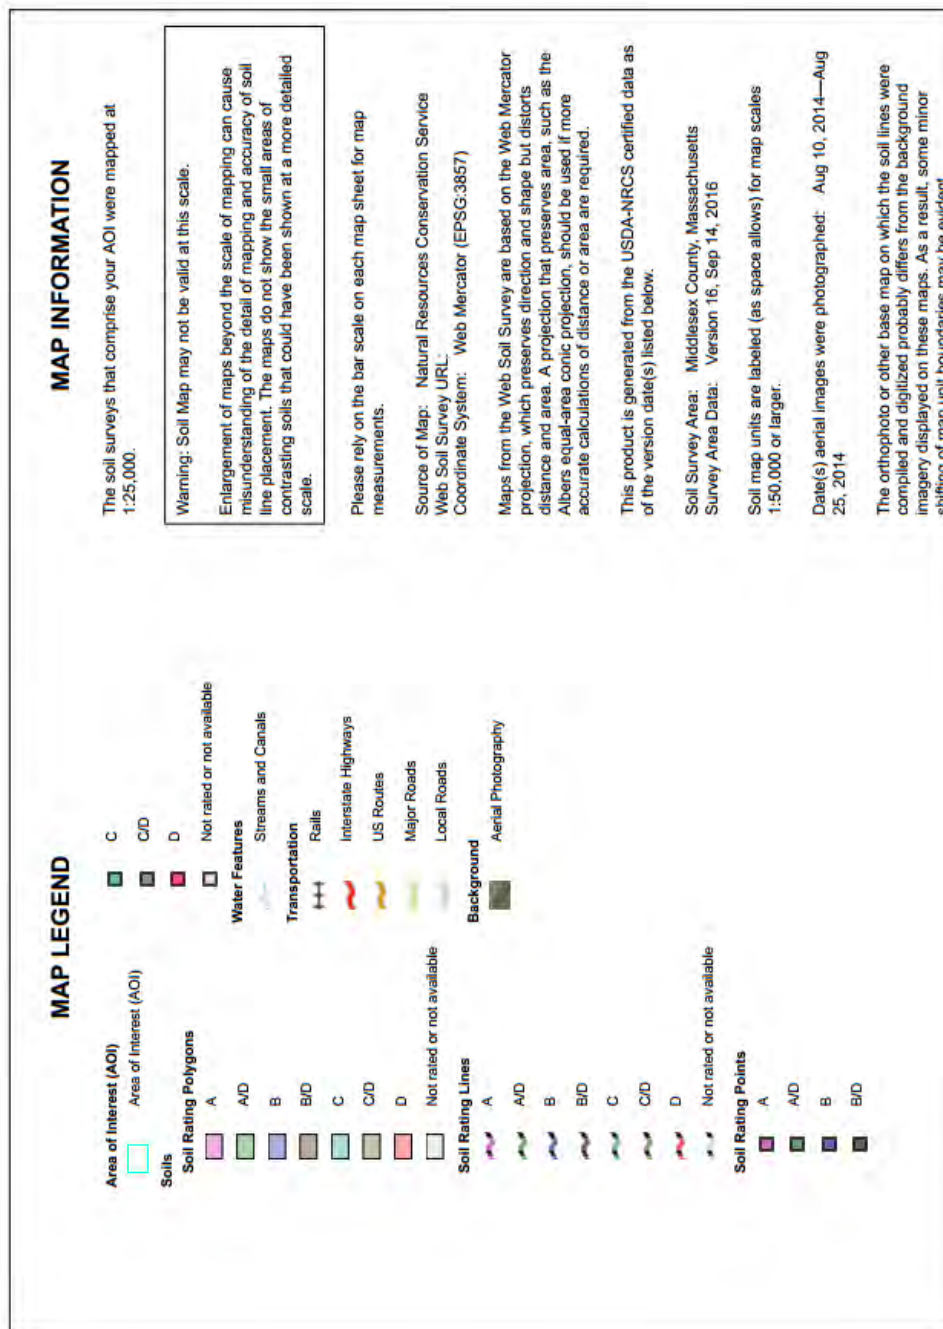 MAP LEGEND
Area of Interest (AOI)
Area of Interest (AOI)
Soils
Soil Rating Polygons
A
A/D
B
B/D
C
C/D
D
Not rated or not available
Soil Rating Lines
A
A/D
B
B/D
C
C/D
D
Not rated or not available
Soil Rating Points
A
A/D
B
B/D
C
C/D
D
Not rated or not available
Water Features
Streams and Canals
Transportation
Rails
Interstate Highways
US Routes
Major Roads
Local Roads
Background
Aerial Photography
MAP INFORMATION
The soil surveys that comprise your AOI were mapped at
1:25,000.
Warning: Soil Map may not be valid at this scale.
Enlargement of maps beyond the scale of mapping can cause
misunderstanding of the detail of mapping and accuracy of soil
line placement. The maps do not show the small areas of
contrasting soils that could have been shown at a more detailed
scale.
Please rely on the bar scale on each map sheet for map
measurements.
Source of Map: Natural Resources Conservation Service
Web Soil Survey URL:
Coordinate System: Web Mercator (EPSG:3857)
Maps from the Web Soil Survey are based on the Web Mercator
projection, which preserves direction and shape but distorts
distance and area. A projection that preserves area, such as the
Albers equal-area conic projection, should be used if more
accurate calculations of distance or area are required.
This product is generated from the USDA-NRCS certified data as
of the version date(s) listed below.
Soil Survey Area: Middlesex County, Massachusetts
Survey Area Data: Version 16, Sep 14, 2016
Soil map units are labeled (as space allows) for map scales
1:50,000 or larger.
Date(s) aerial images were photographed: Aug 10, 2014—Aug
25, 2014
The orthophoto or other base map on which the soil lines were
compiled and digitized probably differs from the background
imagery displayed on these maps. As a result, some minor
shifting of map unit boundaries may be evident.